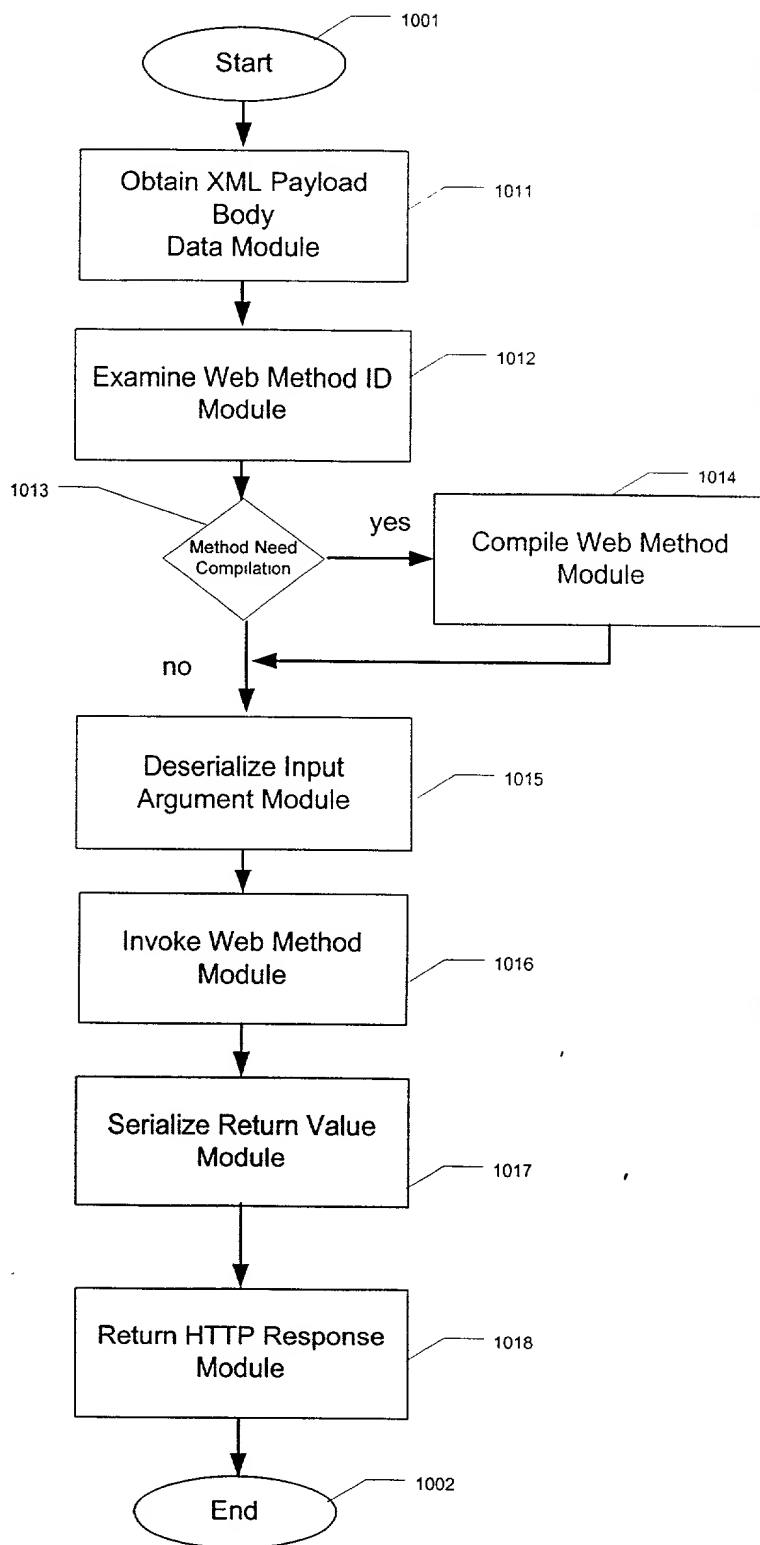 1001
Start
Obtain XML Payload
Body
Data Module
1011
Examine Web Method ID
Module
1012
1013
Method Need
Compilation
yes
1014
Compile Web Method
Module
no
Deserialize Input
Argument Module
1015
Invoke Web Method
Module
1016
Serialize Return Value
Module
1017
Return HTTP Response
Module
1018
End
1002